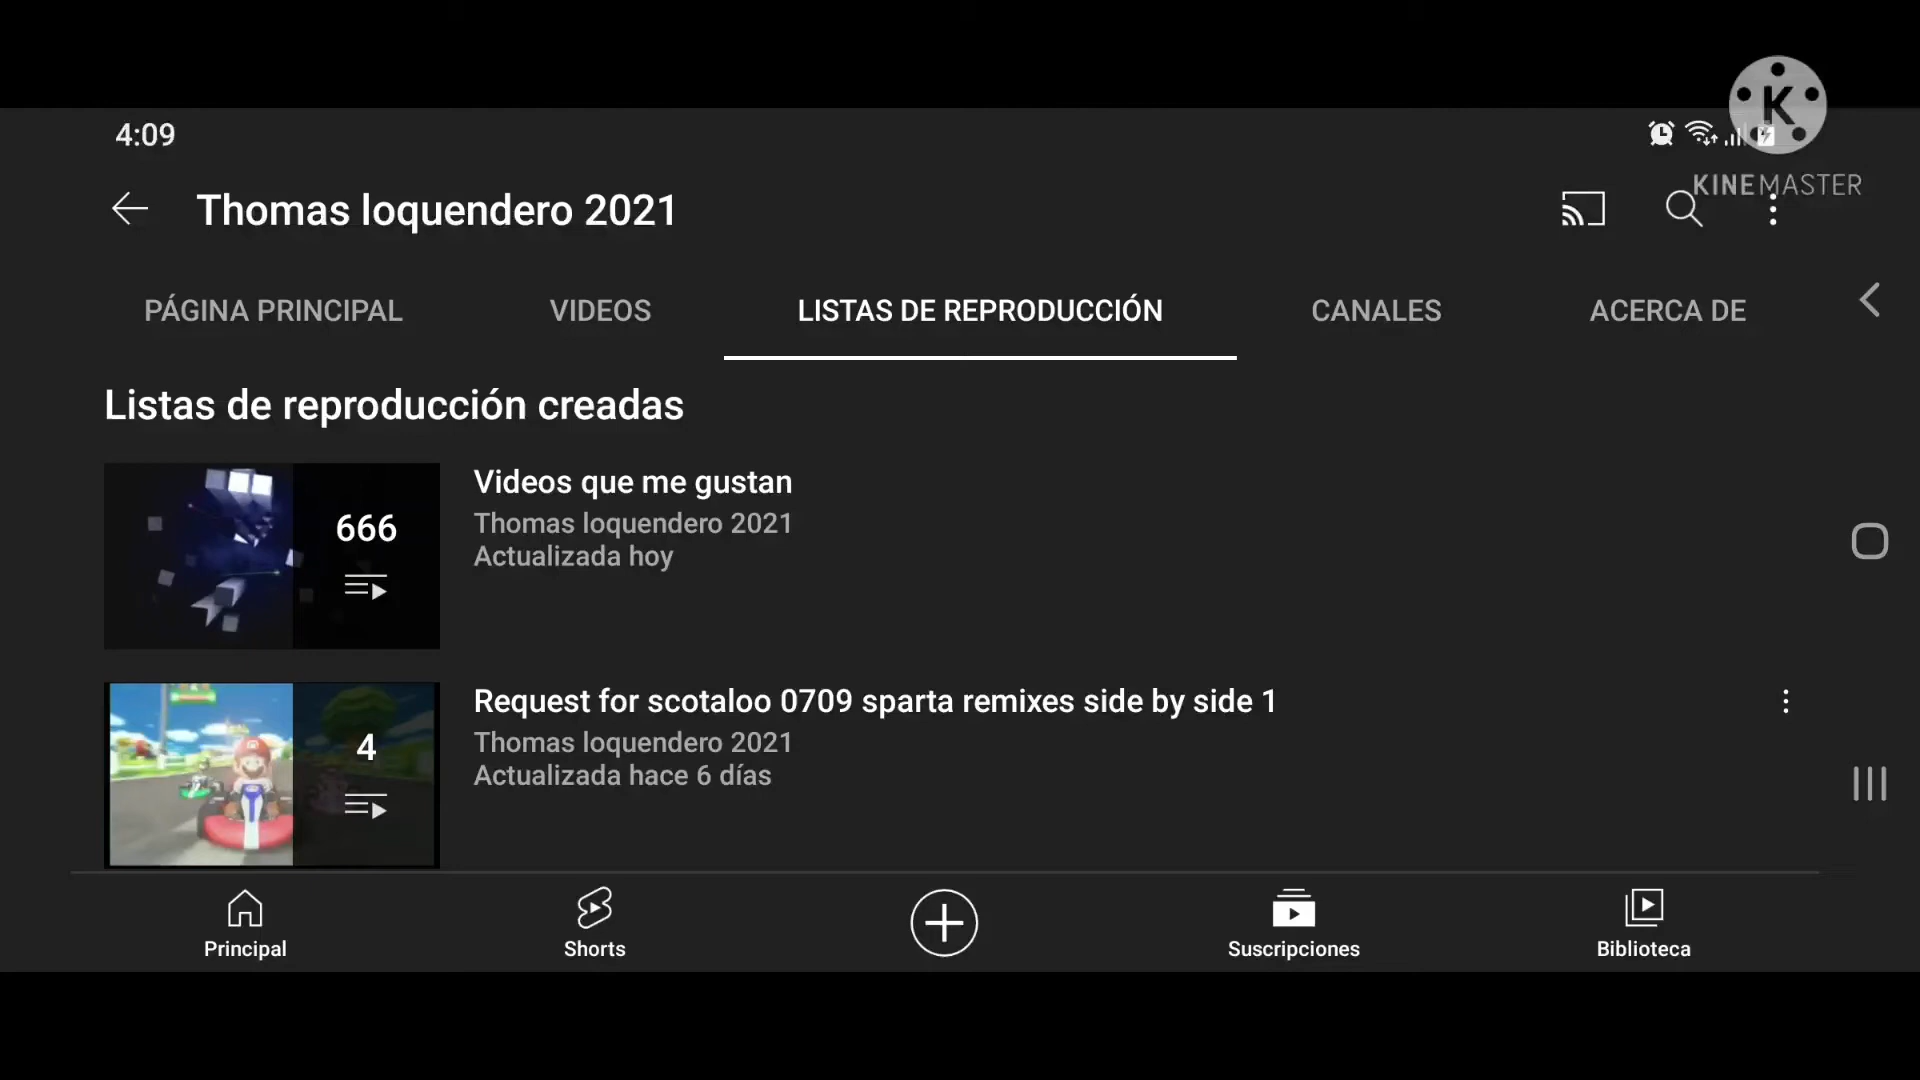 4:09
K
KINEMASTER
Thomas loquendero 2021
PÁGINA PRINCIPAL
VIDEOS
LISTAS DE REPRODUCCIÓN
CANALES
ACERCA DE
Listas de reproducción creadas
666
Videos que me gustan
Thomas loquendero 2021
Actualizada hoy
4
Request for scotaloo 0709 sparta remixes side by side 1
Thomas loquendero 2021
Actualizada hace 6 días
Principal
Shorts
Suscripciones
Biblioteca